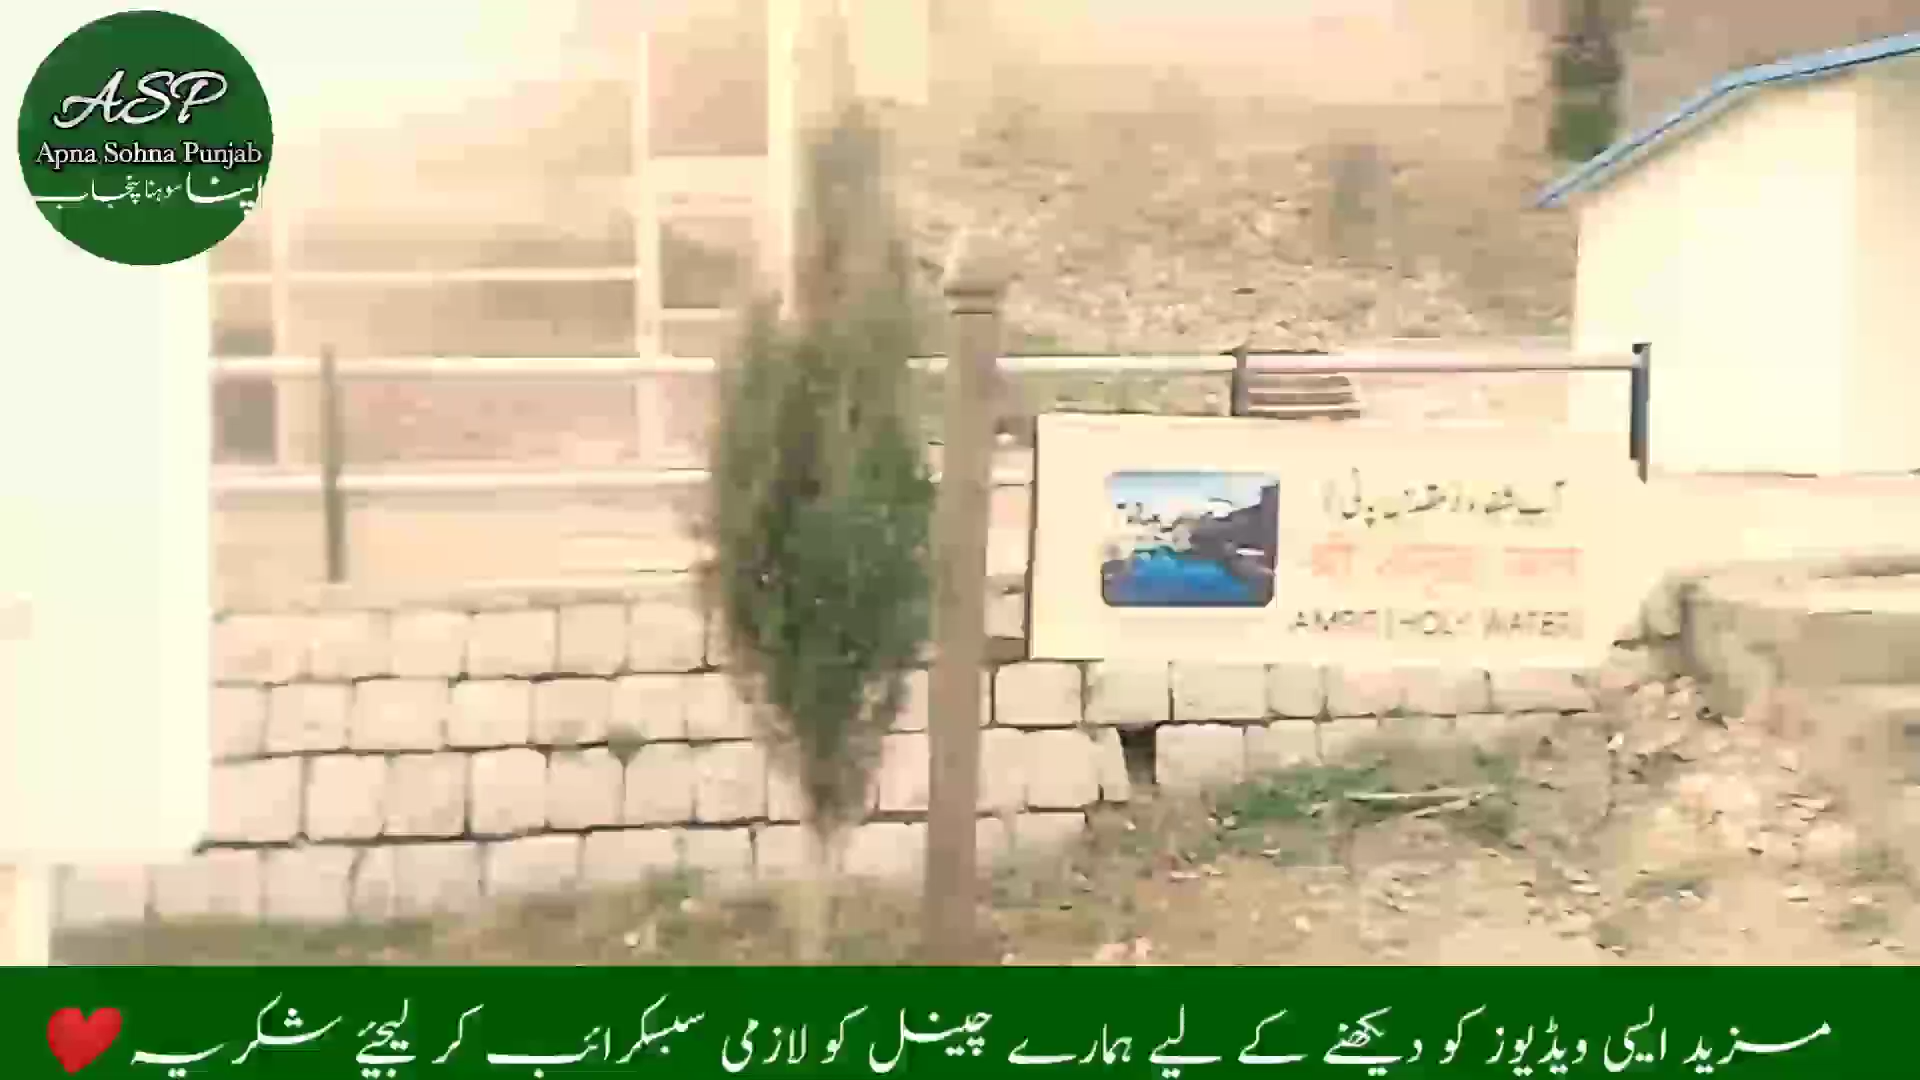 ASP
Apna Sohna Punjab
اپنا سوہنا پنجاب
AMRIT (HOLY WATER)
مزید ایسی ویڈیوز کو دیکھنے کے لیے ہمارے چینل کو لازمی سبسکرائب کر لیجئے شکریہ